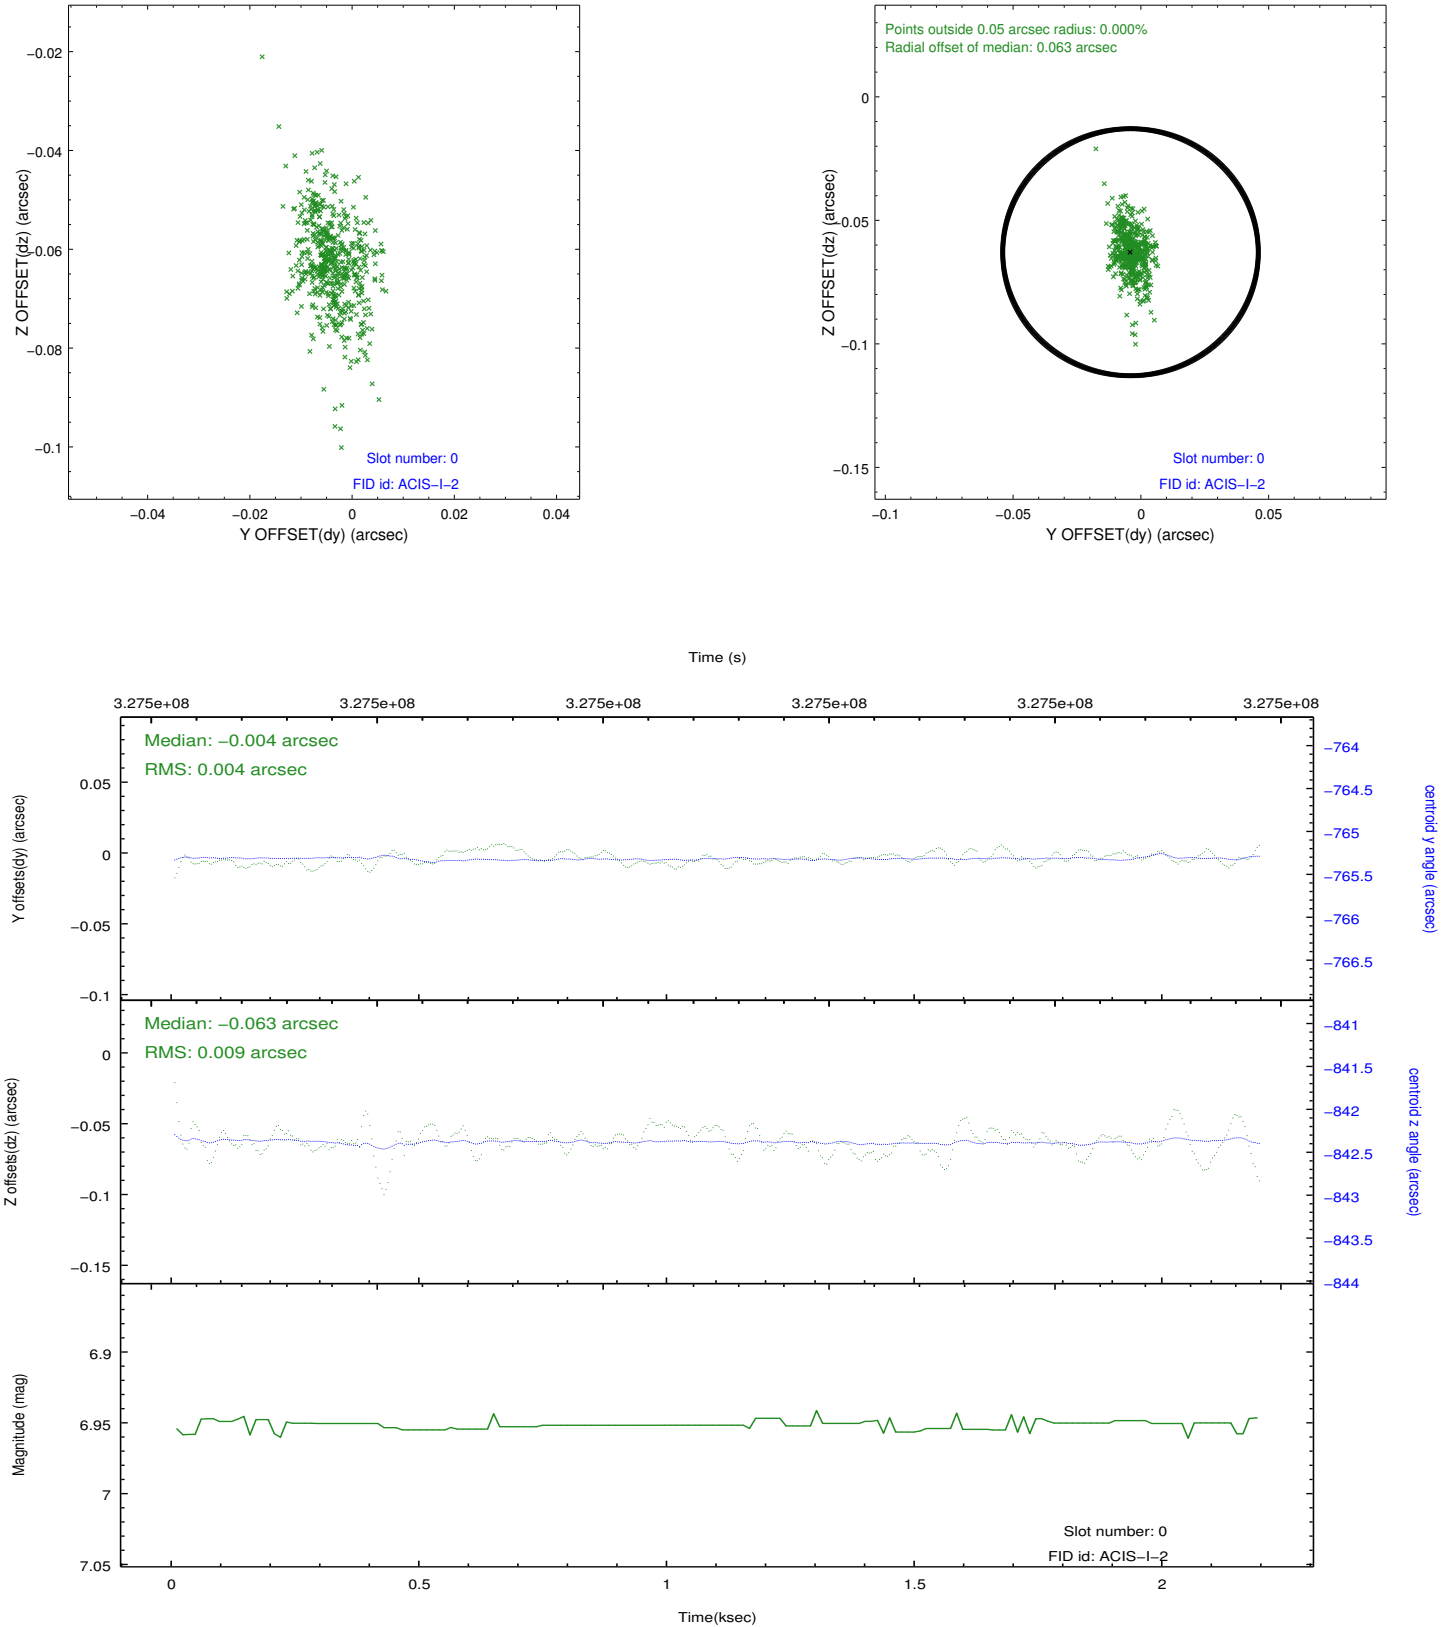 −0.02
−0.04
−0.06
−0.08
−0.1
Z OFFSET(dz) (arcsec)
Slot number: 0
FID id: ACIS−I−2
−0.04
−0.02
0
0.02
0.04
Y OFFSET(dy) (arcsec)
Points outside 0.05 arcsec radius: 0.000%
Radial offset of median: 0.063 arcsec
0
−0.05
−0.1
−0.15
Z OFFSET(dz) (arcsec)
Slot number: 0
FID id: ACIS−I−2
−0.1
−0.05
0
0.05
Y OFFSET(dy) (arcsec)
Time (s)
3.275e+08
3.275e+08
3.275e+08
3.275e+08
3.275e+08
3.275e+08
Median: −0.004 arcsec
RMS: 0.004 arcsec
0.05
0
−0.05
−0.1
Y offsets(dy) (arcsec)
−764
−764.5
−765
−765.5
−766
−766.5
centroid y angle (arcsec)
Median: −0.063 arcsec
RMS: 0.009 arcsec
0
−0.05
−0.1
−0.15
Z offsets(dz) (arcsec)
−841
−841.5
−842
−842.5
−843
−843.5
−844
centroid z angle (arcsec)
6.9
6.95
7
7.05
Magnitude (mag)
Slot number: 0
FID id: ACIS−I−2
0
0.5
1
1.5
2
Time(ksec)